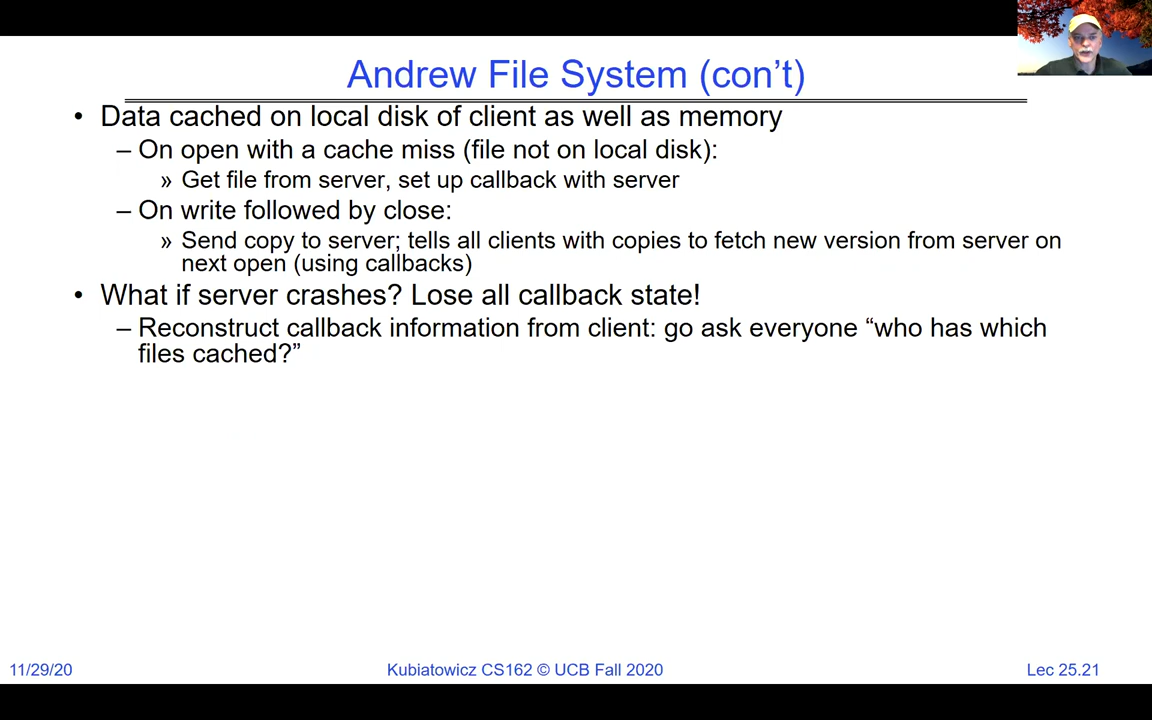 Andrew File System (con’t)
• Data cached on local disk of client as well as memory
– On open with a cache miss (file not on local disk):
» Get file from server, set up callback with server
– On write followed by close:
» Send copy to server; tells all clients with copies to fetch new version from server on
next open (using callbacks)
• What if server crashes? Lose all callback state!
– Reconstruct callback information from client: go ask everyone “who has which
files cached?”
11/29/20
Kubiatowicz CS162 © UCB Fall 2020
Lec 25.21